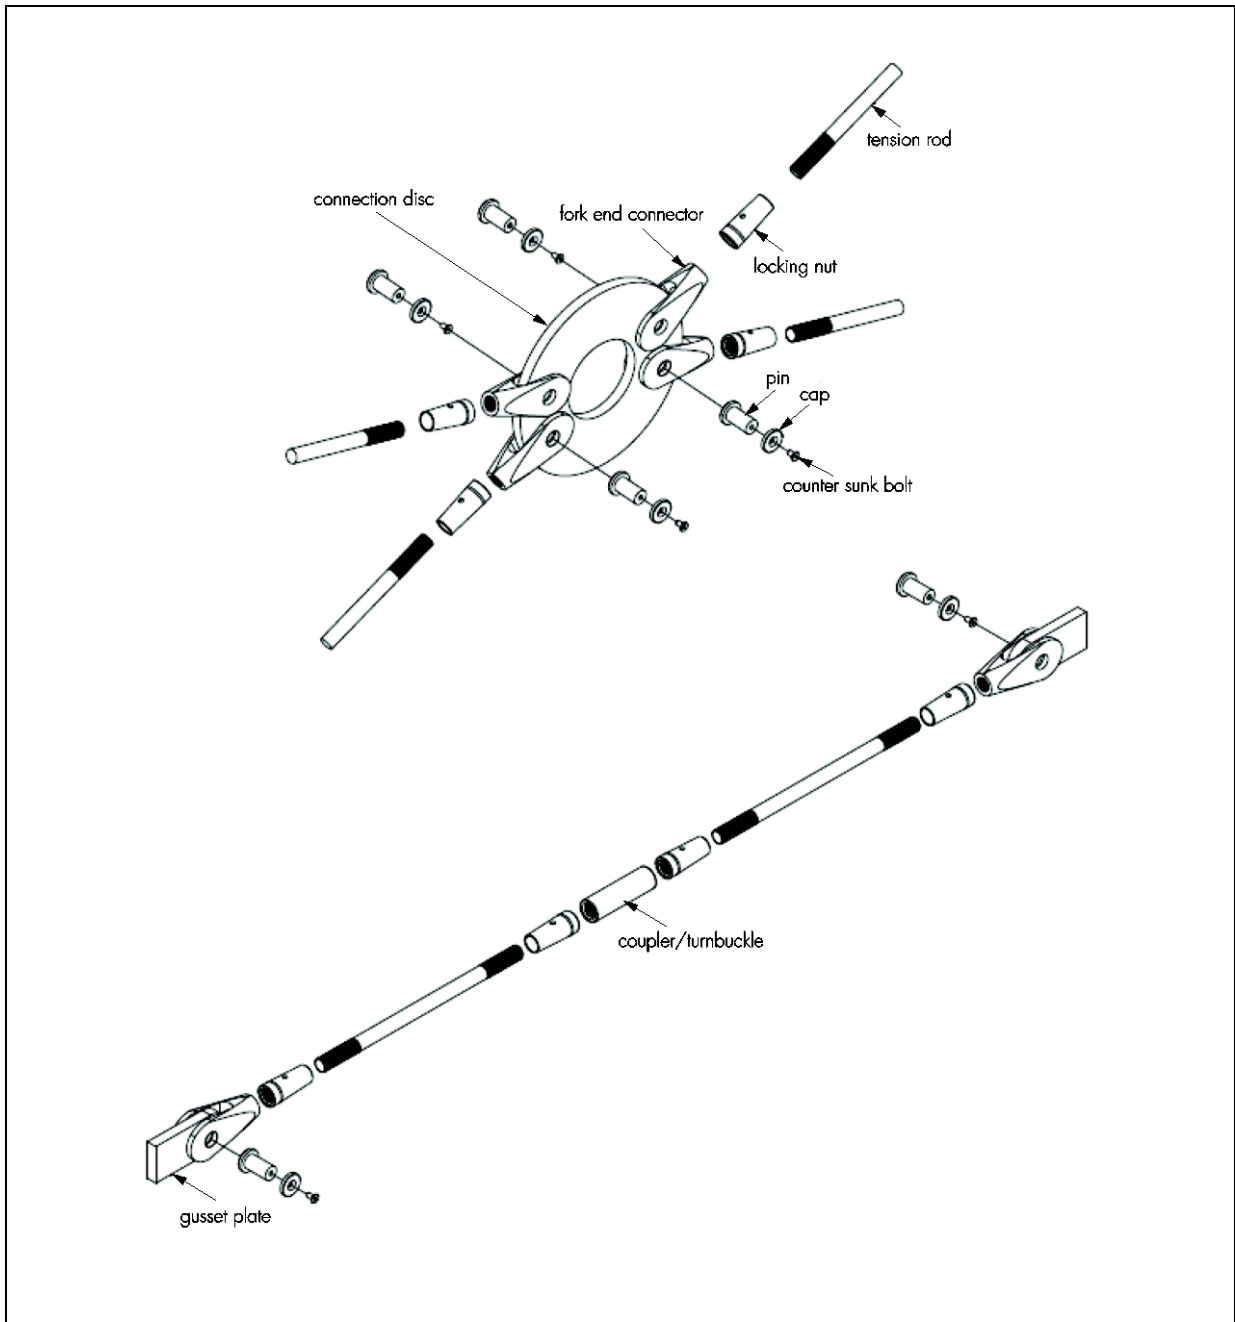 tension rod
connection disc
fork end connector
locking nut
pin
cap
counter sunk bolt
coupler/turnbuckle
gusset plate